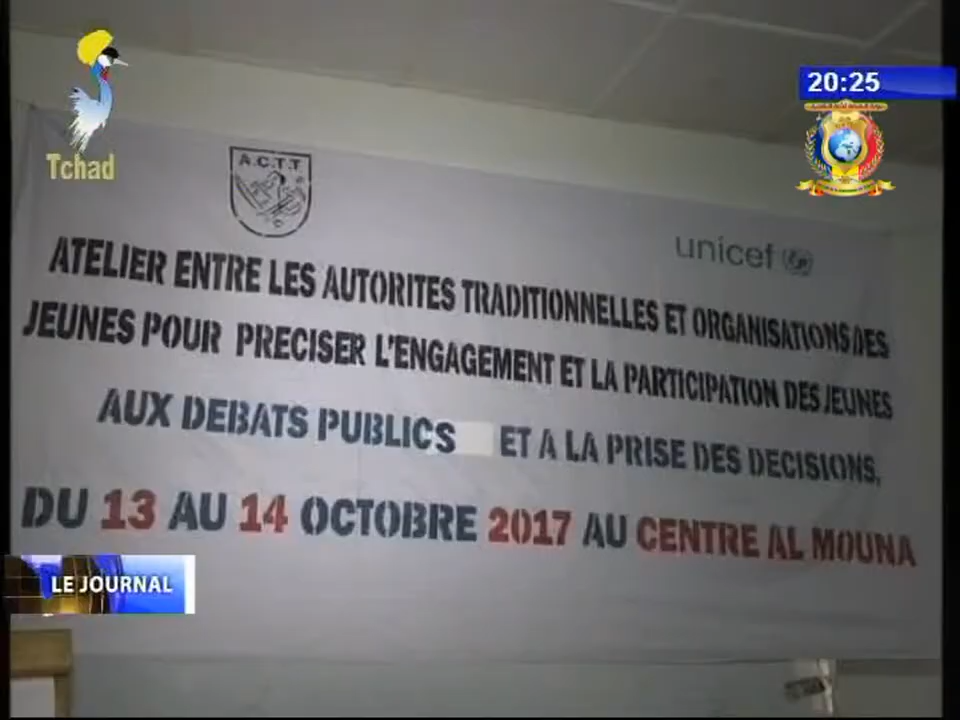 20:25
Tchad
A.C.T.T
unicef
ATELIER ENTRE LES AUTORITES TRADITIONNELLES ET ORGANISATIONS DES
JEUNES POUR PRECISER L'ENGAGEMENT ET LA PARTICIPATION DES JEUNES
AUX DEBATS PUBLICS ET A LA PRISE DES DECISIONS,
DU 13 AU 14 OCTOBRE 2017 AU CENTRE AL MOUNA
LE JOURNAL